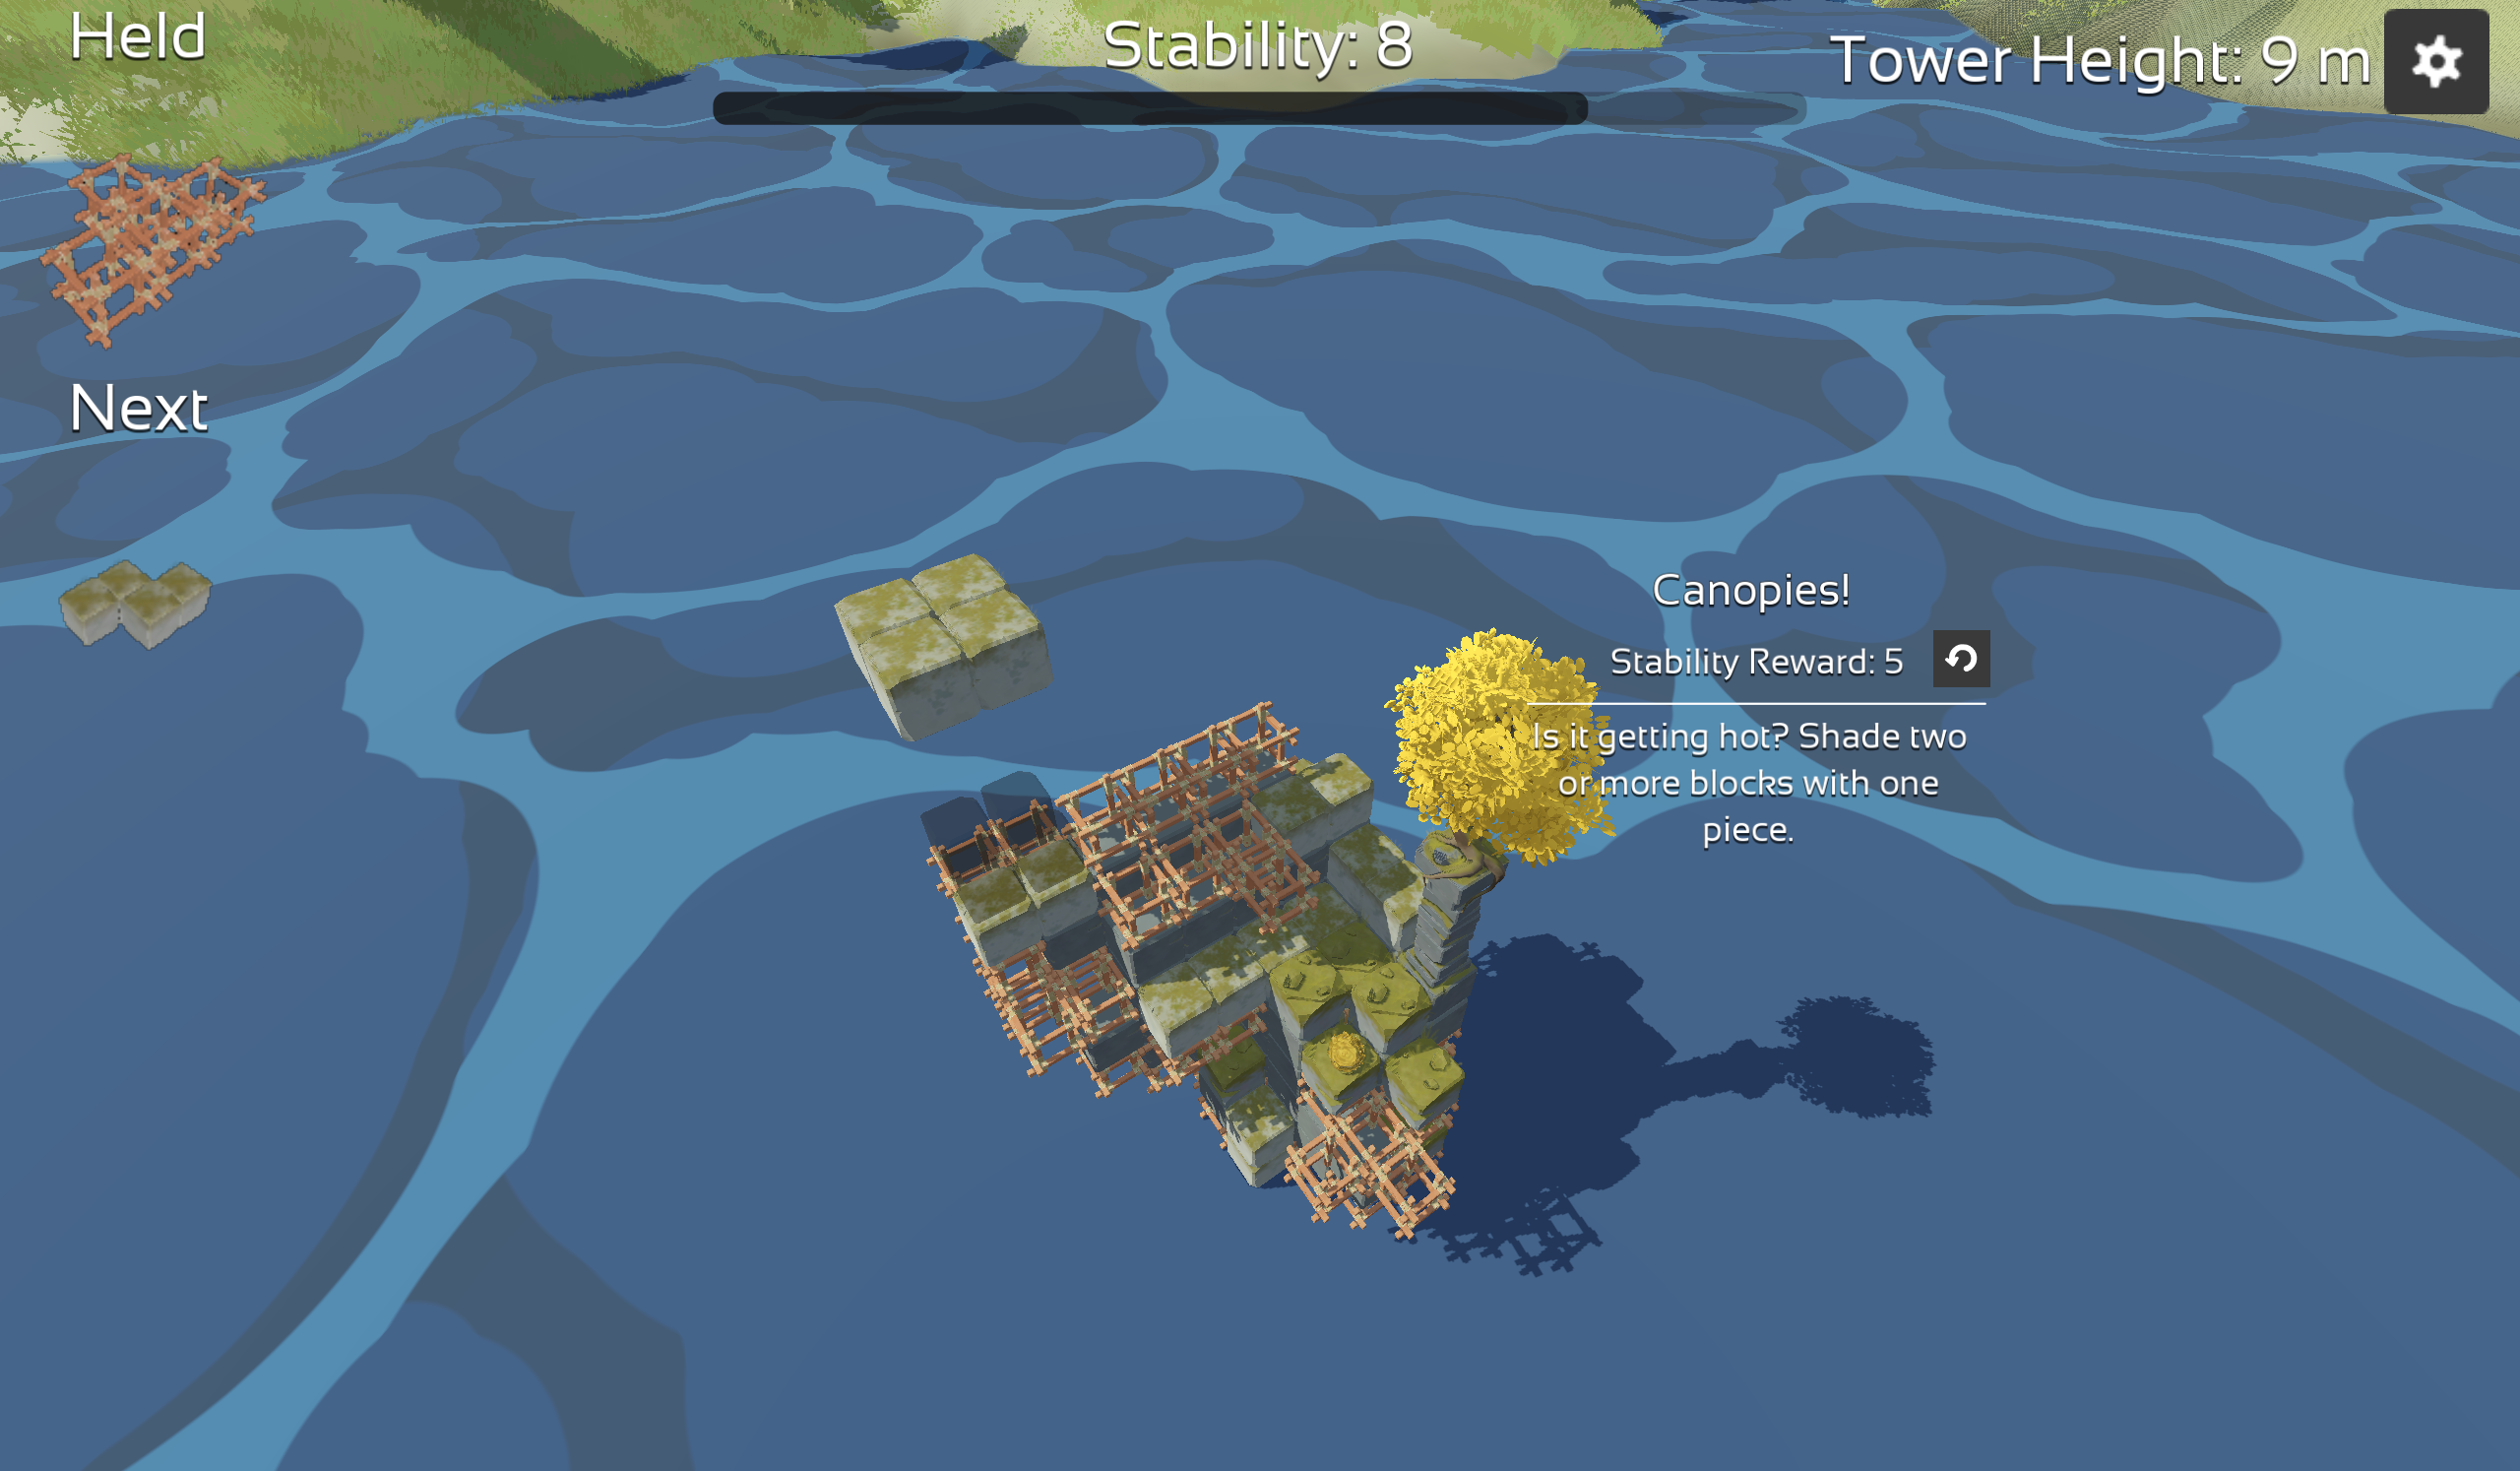 Held
Stability: 8
Tower Height: 9 m
Next
Canopies!
Stability Reward: 5
Is it getting hot? Shade two
or more blocks with one
piece.